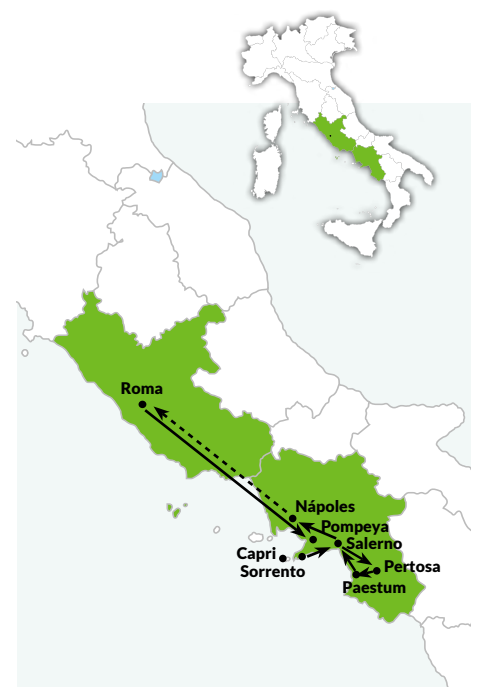 Roma
Nápoles
Pompeya
Salerno
Capri
Sorrento
Pertosa
Paestum